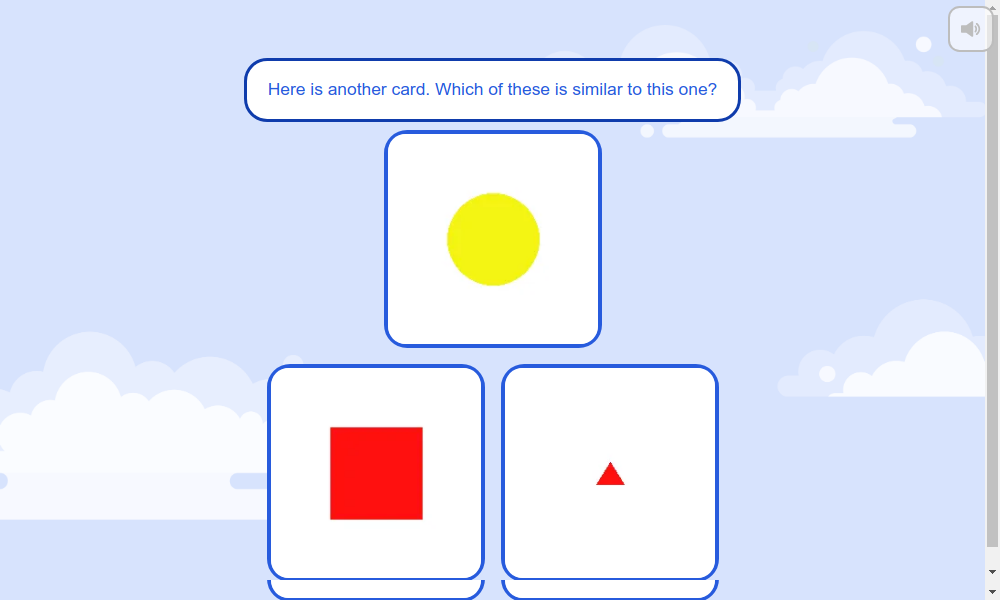 Here is another card. Which of these is similar to this one?